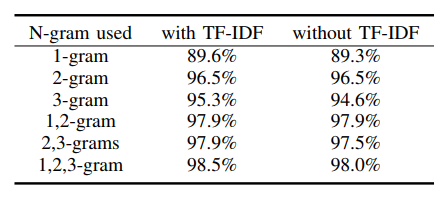 N-gram used with TF-IDF without TF-IDF
1-gram 89.6% 89.3%
2-gram 96.5% 96.5%
3-gram 95.3% 94.6%
1,2-gram 97.9% 97.9%
2,3-grams 97.9% 97.5%
1,2,3-gram 98.5% 98.0%